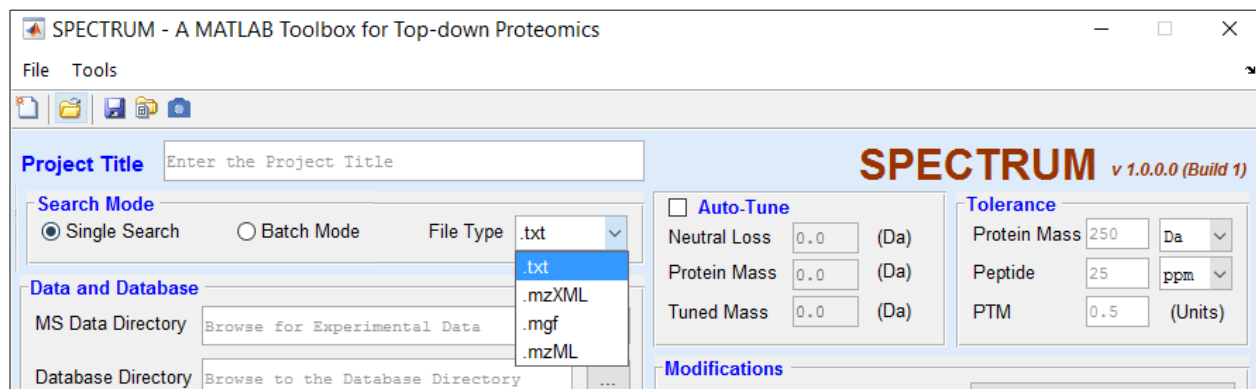 SPECTRUM - A MATLAB Toolbox for Top-down Proteomics
File Tools
Project Title Enter the Project Title
SPECTRUM v 1.0.0.0 (Build 1)
Search Mode
Single Search Batch Mode File Type .txt
.txt
.mzXML
.mgf
.mzML
Data and Database
MS Data Directory Browse for Experimental Data
Database Directory Browse to the Database Directory ...
Auto-Tune
Neutral Loss 0.0 (Da)
Protein Mass 0.0 (Da)
Tuned Mass 0.0 (Da)
Tolerance
Protein Mass 250 Da
Peptide 25 ppm
PTM 0.5 (Units)
Modifications